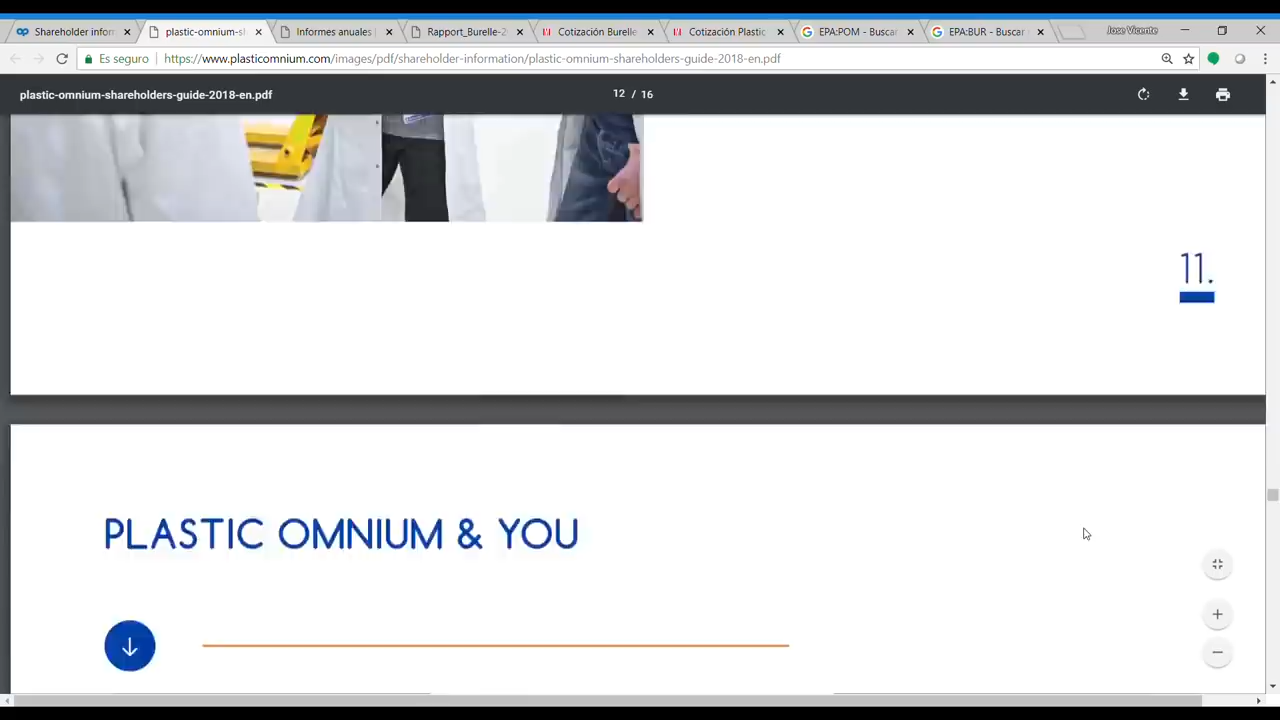 Shareholder infor
plastic-omnium-s
Informes anuales
Rapport_Burelle-2
Cotización Burelle
Cotización Plastic
EPA:POM - Buscar
EPA:BUR - Buscar
Jose Vicente
Es seguro
https://www.plasticomnium.com/images/pdf/shareholder-information/plastic-omnium-shareholders-guide-2018-en.pdf
plastic-omnium-shareholders-guide-2018-en.pdf
12 / 16
11.
PLASTIC OMNIUM & YOU